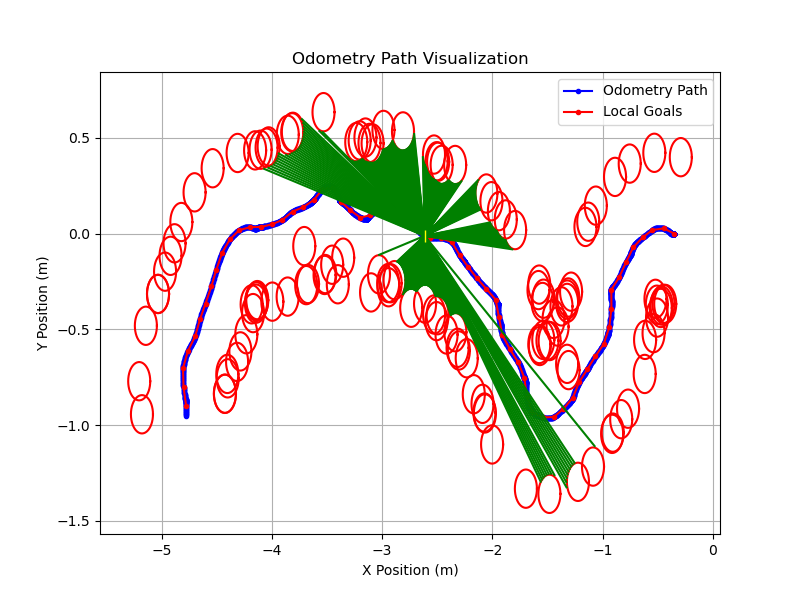 Odometry Path Visualization
Odometry Path
Local Goals
Y Position (m)
0.5
0.0
−0.5
−1.0
−1.5
−5
−4
−3
−2
−1
0
X Position (m)